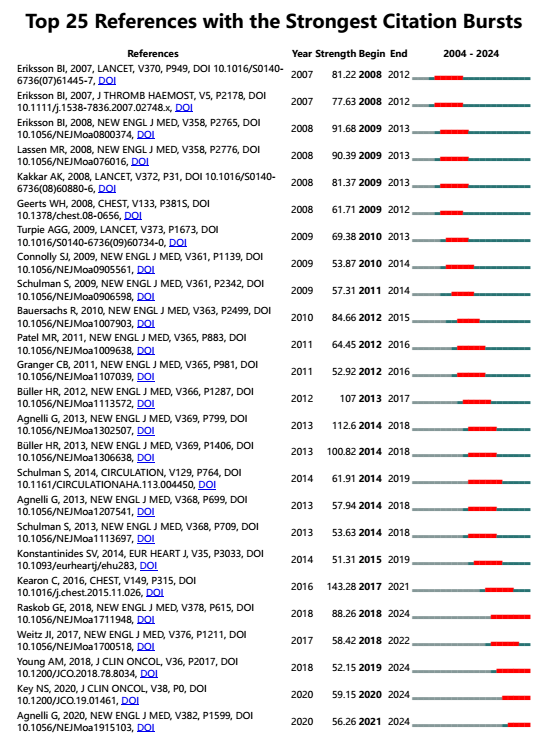 Top 25 References with the Strongest Citation Bursts
References Year Strength Begin End 2004 - 2024
Eriksson BI, 2007, LANCET, V370, P949, DOI 10.1016/S0140-
6736(07)61445-7, DOI 2007 81.22 2008 2012
Eriksson BI, 2007, J THROMB HAEMOST, V5, P2178, DOI
10.1111/j.1538-7836.2007.02748.x, DOI 2007 77.63 2008 2012
Eriksson BI, 2008, NEW ENGL J MED, V358, P2765, DOI
10.1056/NEJMoa0800374, DOI 2008 91.68 2009 2013
Lassen MR, 2008, NEW ENGL J MED, V358, P2776, DOI
10.1056/NEJMoa076016, DOI 2008 90.39 2009 2013
Kakkar AK, 2008, LANCET, V372, P31, DOI 10.1016/S0140-
6736(08)60880-6, DOI 2008 81.37 2009 2013
Geerts WH, 2008, CHEST, V133, P381S, DOI
10.1378/chest.08-0656, DOI 2008 61.71 2009 2012
Turpie AGG, 2009, LANCET, V373, P1673, DOI
10.1016/S0140-6736(09)60734-0, DOI 2009 69.38 2010 2013
Connolly SJ, 2009, NEW ENGL J MED, V361, P1139, DOI
10.1056/NEJMoa0905561, DOI 2009 53.87 2010 2014
Schulman S, 2009, NEW ENGL J MED, V361, P2342, DOI
10.1056/NEJMoa0906598, DOI 2009 57.31 2011 2014
Bauersachs R, 2010, NEW ENGL J MED, V363, P2499, DOI
10.1056/NEJMoa1007903, DOI 2010 84.66 2012 2015
Patel MR, 2011, NEW ENGL J MED, V365, P883, DOI
10.1056/NEJMoa1009638, DOI 2011 64.45 2012 2016
Granger CB, 2011, NEW ENGL J MED, V365, P981, DOI
10.1056/NEJMoa1107039, DOI 2011 52.92 2012 2016
Büller HR, 2012, NEW ENGL J MED, V366, P1287, DOI
10.1056/NEJMoa1113572, DOI 2012 107 2013 2017
Agnelli G, 2013, NEW ENGL J MED, V369, P799, DOI
10.1056/NEJMoa1302507, DOI 2013 112.6 2014 2018
Büller HR, 2013, NEW ENGL J MED, V369, P1406, DOI
10.1056/NEJMoa1306638, DOI 2013 100.82 2014 2018
Schulman S, 2014, CIRCULATION, V129, P764, DOI
10.1161/CIRCULATIONAHA.113.004450, DOI 2014 61.91 2014 2019
Agnelli G, 2013, NEW ENGL J MED, V368, P699, DOI
10.1056/NEJMoa1207541, DOI 2013 57.94 2014 2018
Schulman S, 2013, NEW ENGL J MED, V368, P709, DOI
10.1056/NEJMoa1113697, DOI 2013 53.63 2014 2018
Konstantinides SV, 2014, EUR HEART J, V35, P3033, DOI
10.1093/eurheartj/ehu283, DOI 2014 51.31 2015 2019
Kearon C, 2016, CHEST, V149, P315, DOI
10.1016/j.chest.2015.11.026, DOI 2016 143.28 2017 2021
Raskob GE, 2018, NEW ENGL J MED, V378, P615, DOI
10.1056/NEJMoa1711948, DOI 2018 88.26 2018 2024
Weitz JI, 2017, NEW ENGL J MED, V376, P1211, DOI
10.1056/NEJMoa1700518, DOI 2017 58.42 2018 2022
Young AM, 2018, J CLIN ONCOL, V36, P2017, DOI
10.1200/JCO.2018.78.8034, DOI 2018 52.15 2019 2024
Key NS, 2020, J CLIN ONCOL, V38, P0, DOI
10.1200/JCO.19.01461, DOI 2020 59.15 2020 2024
Agnelli G, 2020, NEW ENGL J MED, V382, P1599, DOI
10.1056/NEJMoa1915103, DOI 2020 56.26 2021 2024